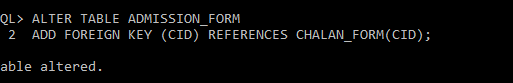 QL> ALTER TABLE ADMISSION_FORM
2 ADD FOREIGN KEY (CID) REFERENCES CHALAN_FORM(CID);
able altered.